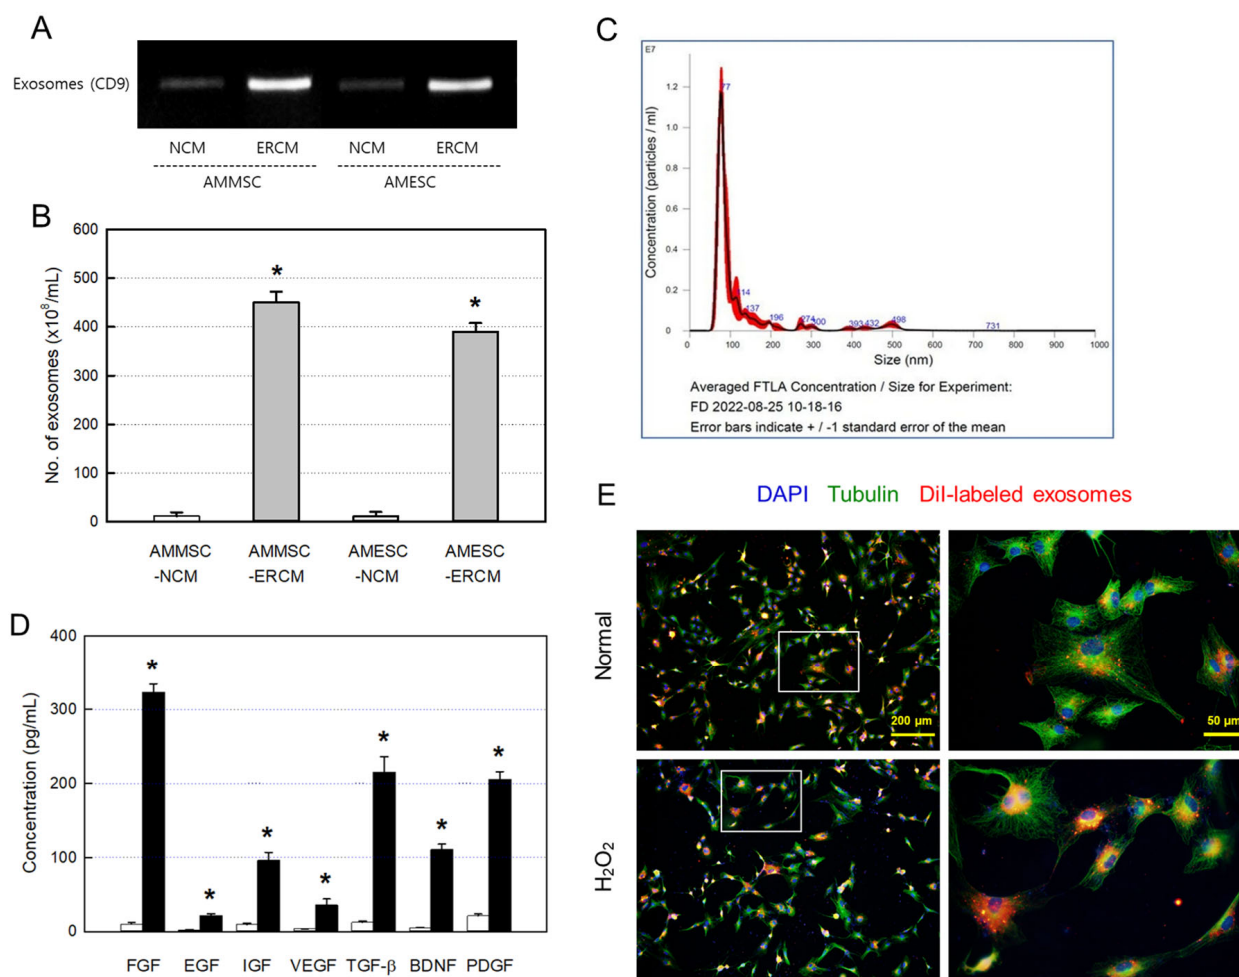 A
Exosomes (CD9)
NCM ERCM NCM ERCM
AMMSC AMESC
B
No. of exosomes (x10⁸/mL)
600
500
400
300
200
100
0
* *
AMMSC AMMSC AMESC AMESC
-NCM -ERCM -NCM -ERCM
C
E7
Concentration (particles / ml)
1.2
1.0
0.8
0.6
0.4
0.2
0
77
114
137
196
274
300
393
432
498
731
0 100 200 300 400 500 600 700 800 900 1000
Size (nm)
Averaged FTLA Concentration / Size for Experiment:
FD 2022-08-25 10-18-16
Error bars indicate + / -1 standard error of the mean
D
Concentration (pg/mL)
400
300
200
100
0
* * * * * * *
FGF EGF IGF VEGF TGF-β BDNF PDGF
E
DAPI Tubulin DiI-labeled exosomes
Normal
200 μm
50 μm
H₂O₂